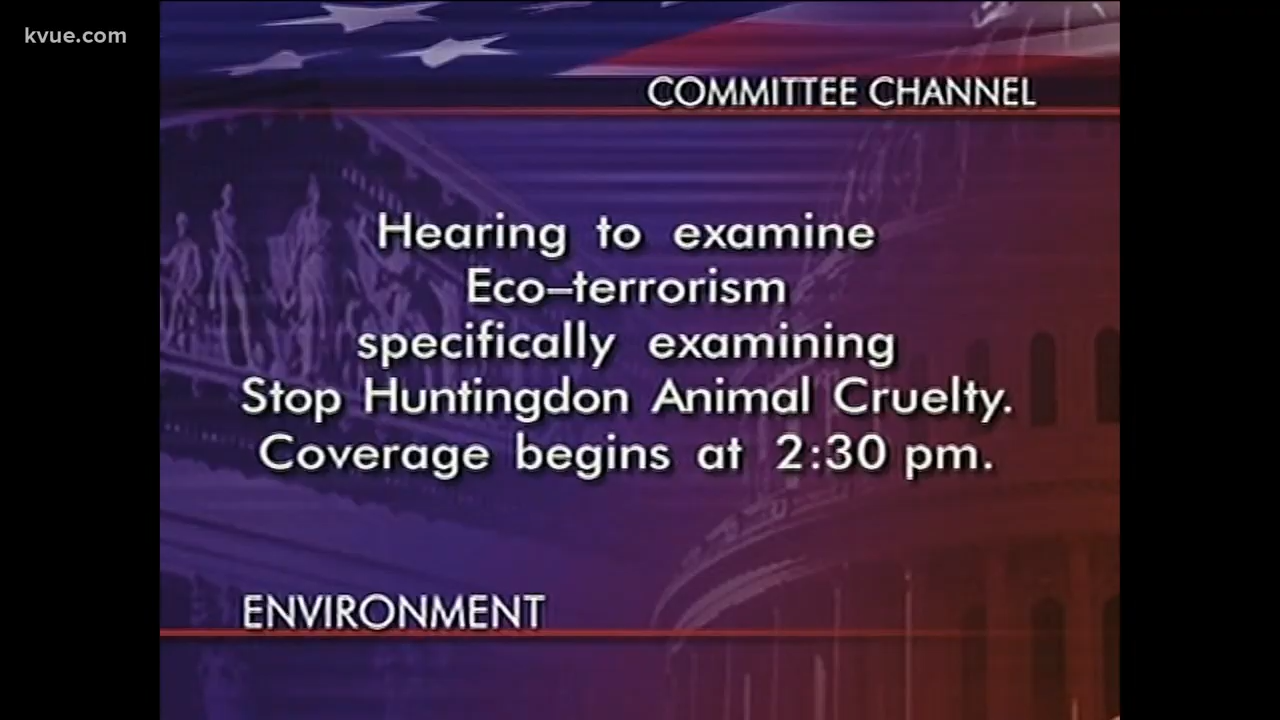 kvue.com
COMMITTEE CHANNEL
Hearing to examine
Eco–terrorism
specifically examining
Stop Huntingdon Animal Cruelty.
Coverage begins at 2:30 pm.
ENVIRONMENT